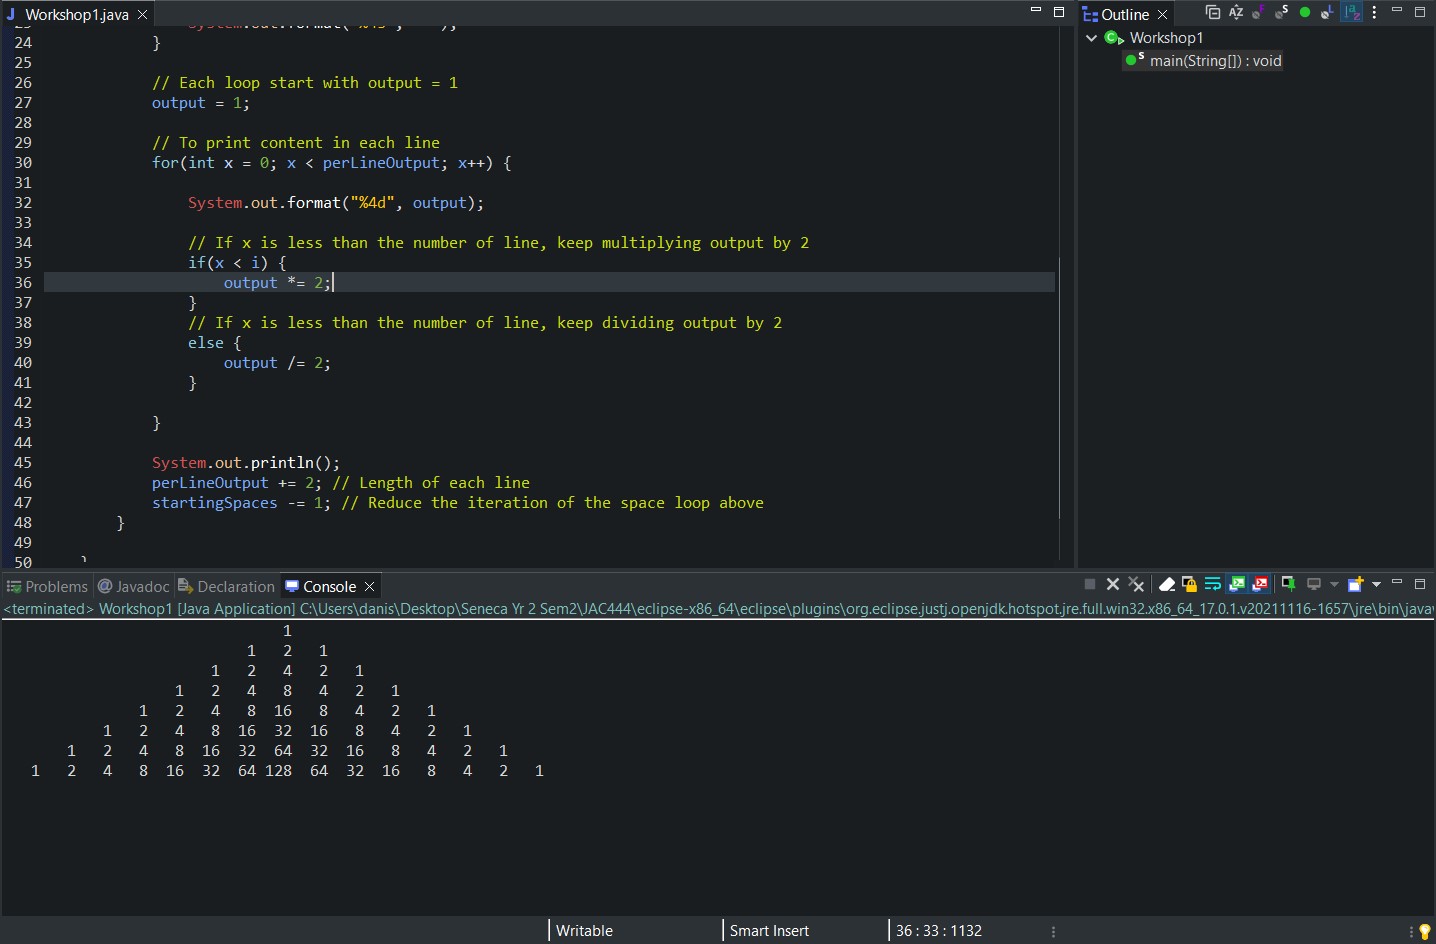 Workshop1.java
24 }
25
26 // Each loop start with output = 1
27 output = 1;
28
29 // To print content in each line
30 for(int x = 0; x < perLineOutput; x++) {
31
32 System.out.format("%4d", output);
33
34 // If x is less than the number of line, keep multiplying output by 2
35 if(x < i) {
36 output *= 2;
37 }
38 // If x is less than the number of line, keep dividing output by 2
39 else {
40 output /= 2;
41 }
42
43 }
44
45 System.out.println();
46 perLineOutput += 2; // Length of each line
47 startingSpaces -= 1; // Reduce the iteration of the space loop above
48 }
49
50 }
Outline
Workshop1
main(String[]) : void
Problems @ Javadoc Declaration Console
<terminated> Workshop1 [Java Application] C:\Users\danis\Desktop\Seneca Yr 2 Sem2\JAC444\eclipse-x86_64\eclipse\plugins\org.eclipse.justj.openjdk.hotspot.jre.full.win32.x86_64_17.0.1.v20211116-1657\jre\bin\java
1
1 2 1
1 2 4 2 1
1 2 4 8 4 2 1
1 2 4 8 16 8 4 2 1
1 2 4 8 16 32 16 8 4 2 1
1 2 4 8 16 32 64 32 16 8 4 2 1
1 2 4 8 16 32 64 128 64 32 16 8 4 2 1
Writable Smart Insert 36 : 33 : 1132